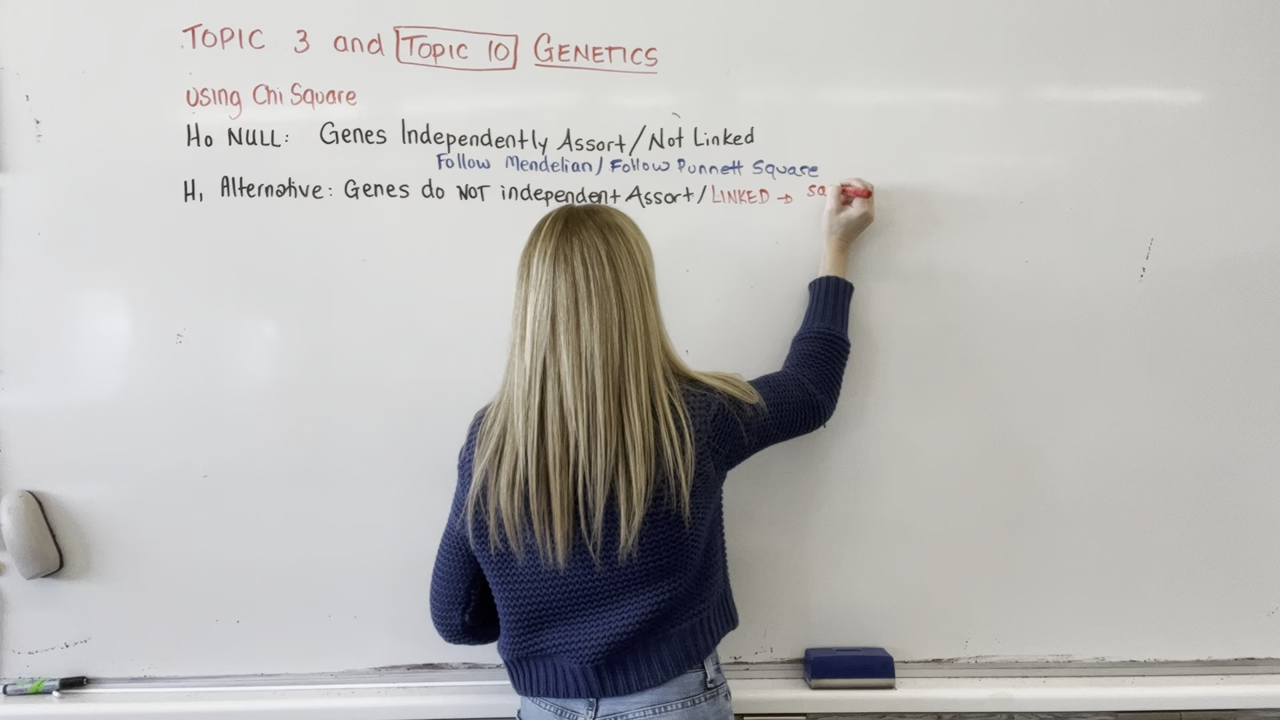 TOPIC 3 and Topic 10 GENETICS
Using Chi Square
Ho NULL: Genes Independently Assort/Not Linked
Follow Mendelian/Follow Punnett Square
H1 Alternative: Genes do NOT independent Assort/LINKED → sa